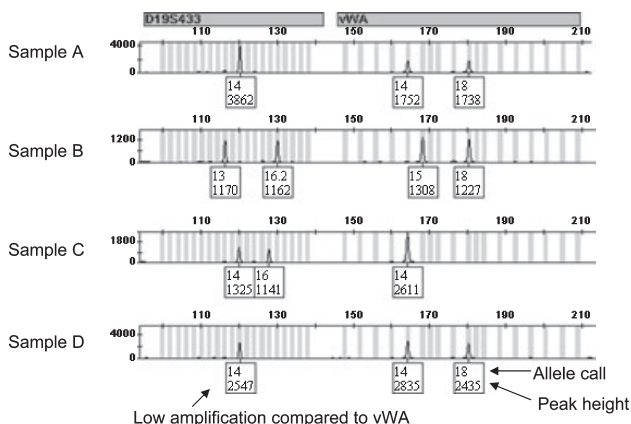 D19S433 vWA
110 130 150 170 190 210
Sample A
4000
0
14 14 18
3862 1752 1738
110 130 150 170 190 210
Sample B
1200
0
13 16.2 15 18
1170 1162 1308 1227
110 130 150 170 190 210
Sample C
1800
0
14 16 14
1325 1141 2611
110 130 150 170 190 210
Sample D
4000
0
14 14 18
2547 2835 2435
Allele call
Peak height
Low amplification compared to vWA